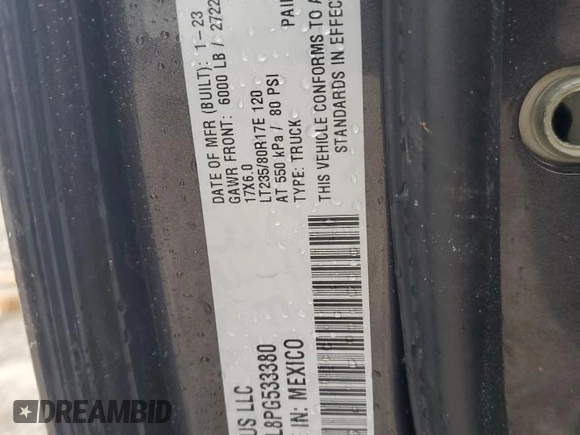 PAI
DATE OF MFR (BUILT): 1-23
GAWR FRONT: 6000 LB / 2722
17X6.0
LT235/80R17E 120
AT 550 kPa / 80 PSI
TYPE: TRUCK
THIS VEHICLE CONFORMS TO A
STANDARDS IN EFFEC
US LLC
L8PG533380
IN: MEXICO
DREAMBID
DREAMBID